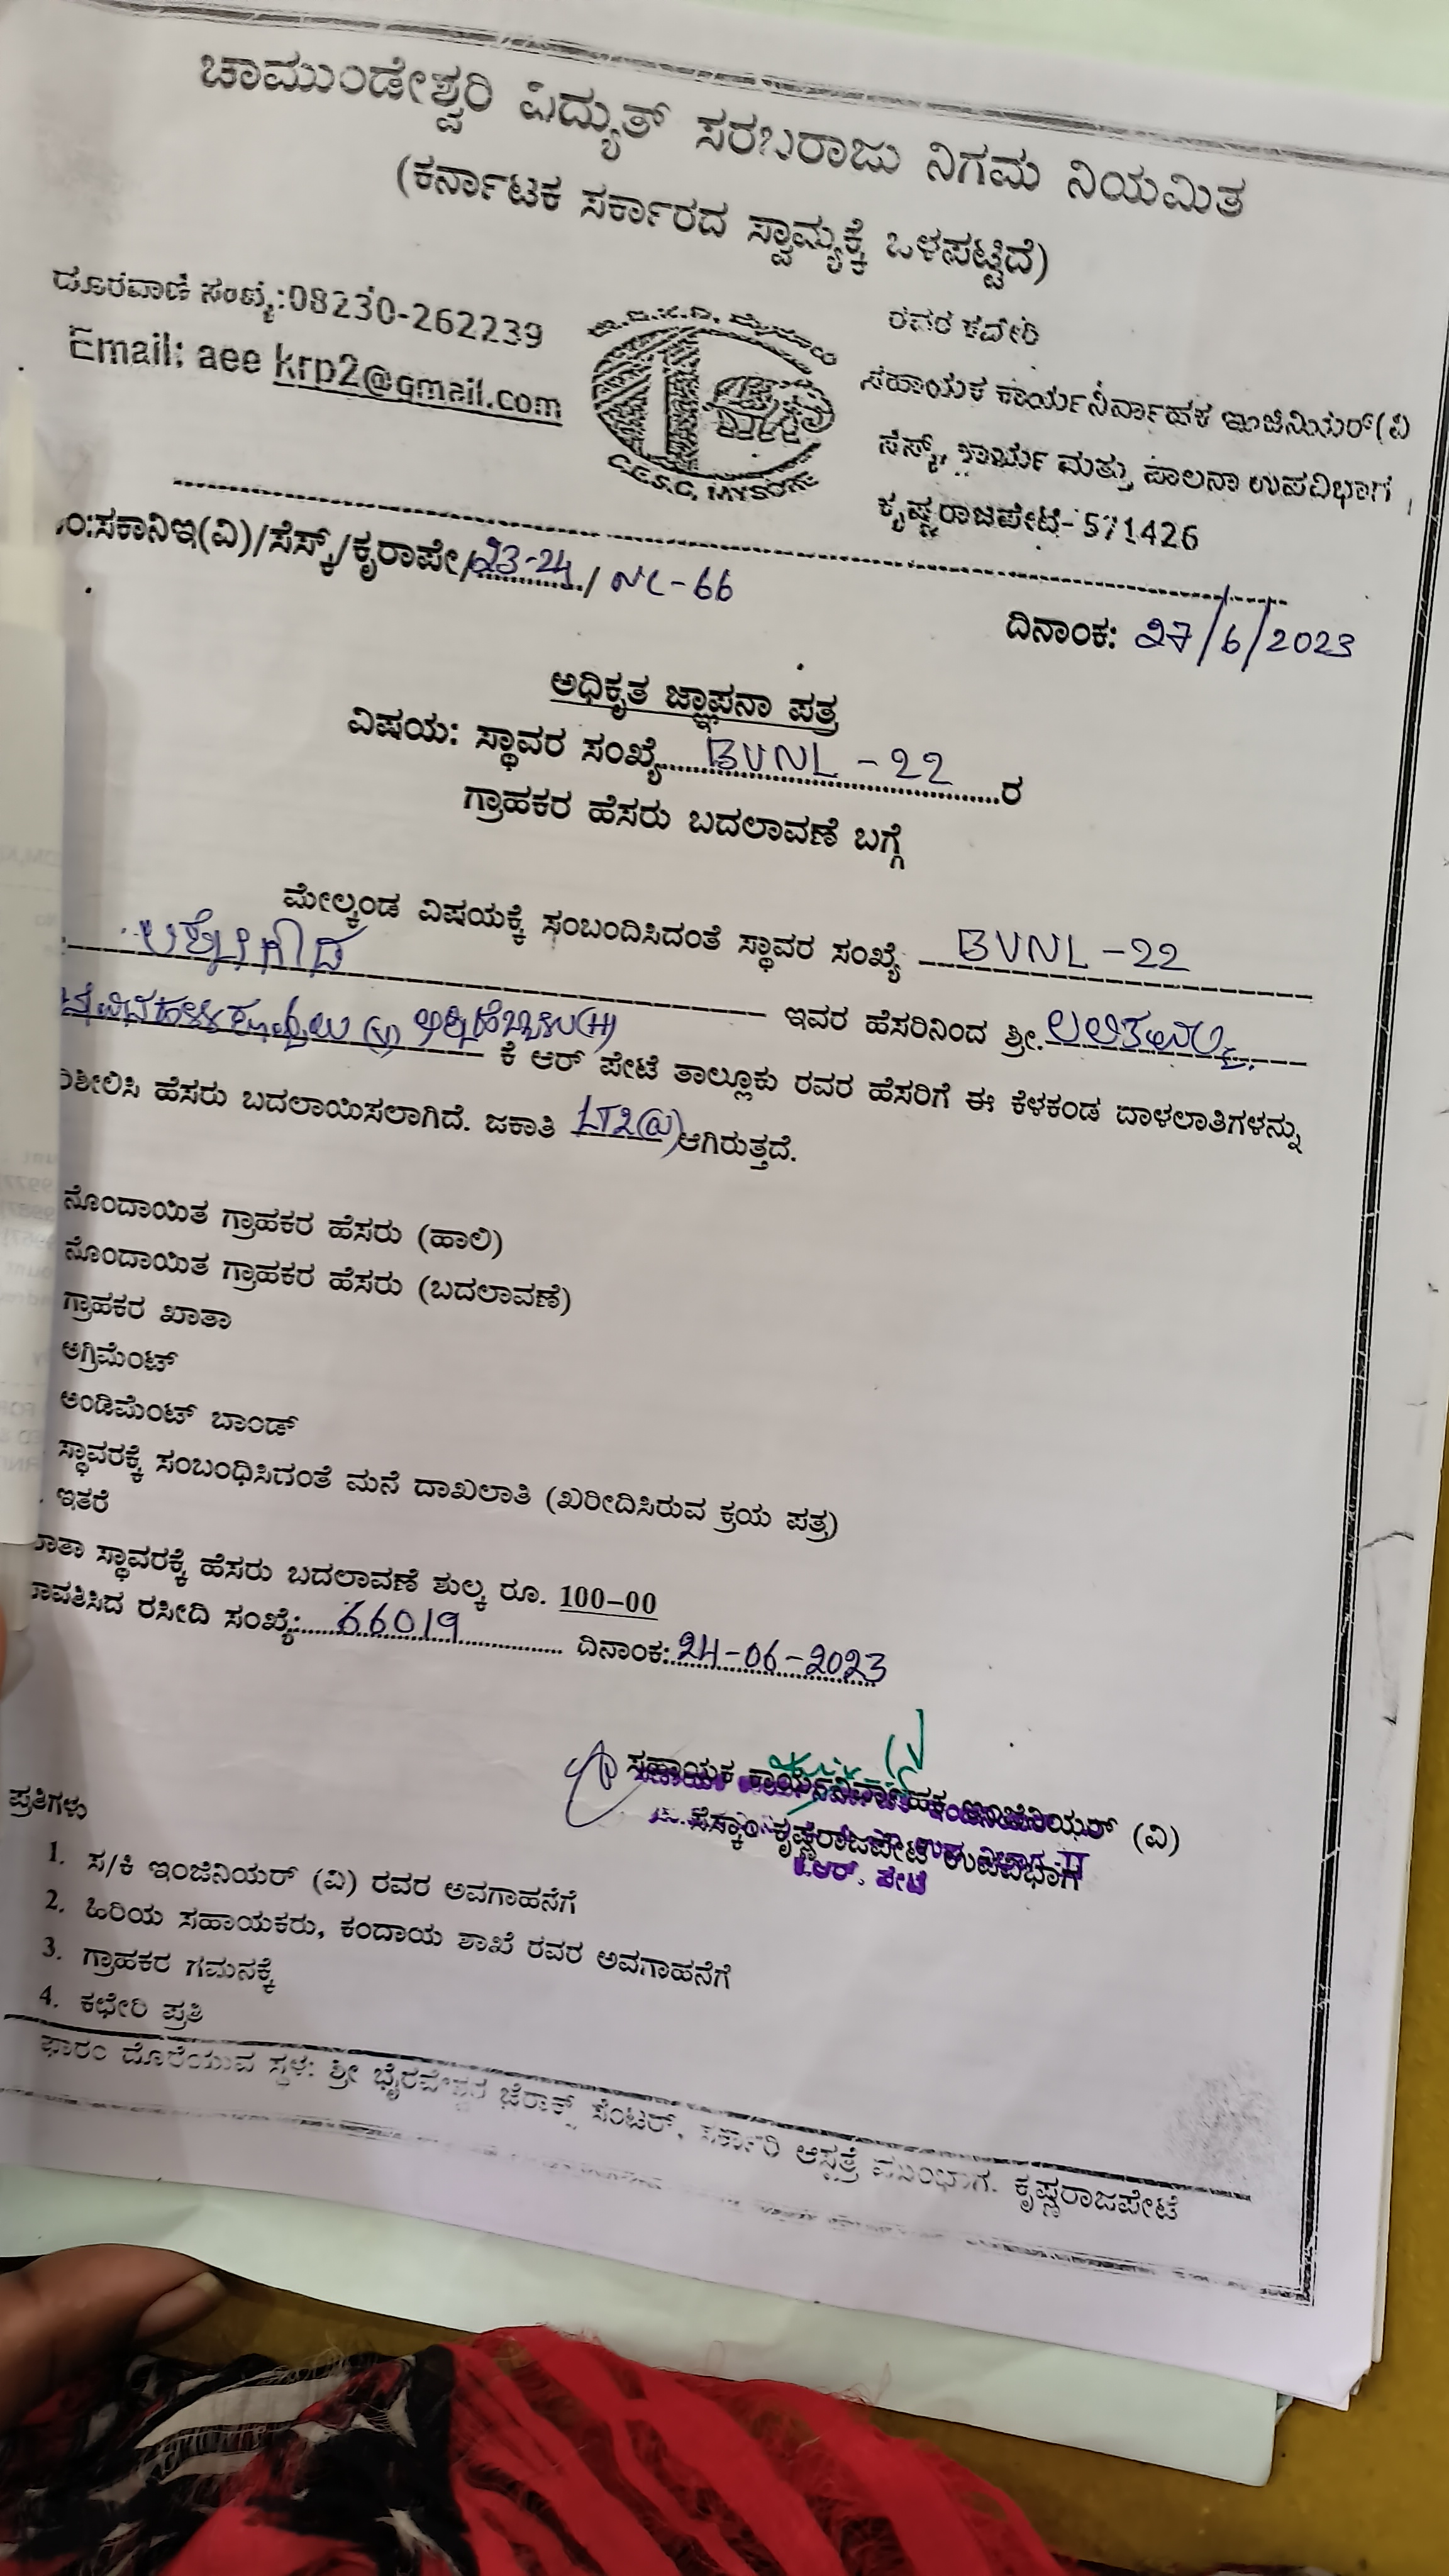 ಚಾಮುಂಡೇಶ್ವರಿ ವಿದ್ಯುತ್ ಸರಬರಾಜು ನಿಗಮ ನಿಯಮಿತ
(ಕರ್ನಾಟಕ ಸರ್ಕಾರದ ಸ್ವಾಮ್ಯಕ್ಕೆ ಒಳಪಟ್ಟಿದೆ)
ದೂರವಾಣಿ ಸಂಖ್ಯೆ:08230-262239
Email: aee krp2@gmail.com
C.E.S.C, MYSORE
ರವರ ಕಛೇರಿ
ಸಹಾಯಕ ಕಾರ್ಯನಿರ್ವಾಹಕ ಇಂಜಿನಿಯರ್(ವಿ
ಸೆಸ್ಕ್, ಕಾರ್ಯ ಮತ್ತು ಪಾಲನಾ ಉಪವಿಭಾಗ ,
ಕೃಷ್ಣರಾಜಪೇಟೆ-571426
ಂ:ಸಕಾನಿಇ(ವಿ)/ಸೆಸ್ಕ್/ಕೃರಾಪೇ/23-24/ NC-66
ದಿನಾಂಕ: 27/6/2023
ಅಧಿಕೃತ ಜ್ಞಾಪನಾ ಪತ್ರ
ವಿಷಯ: ಸ್ಥಾವರ ಸಂಖ್ಯೆ BVNL-22 ರ
ಗ್ರಾಹಕರ ಹೆಸರು ಬದಲಾವಣೆ ಬಗ್ಗೆ
ಮೇಲ್ಕಂಡ ವಿಷಯಕ್ಕೆ ಸಂಬಂದಿಸಿದಂತೆ ಸ್ಥಾವರ ಸಂಖ್ಯೆ BVNL-22
ಇವರ ಹೆಸರಿನಿಂದ ಶ್ರೀ.
(H) ಕೆ ಆರ್ ಪೇಟೆ ತಾಲ್ಲೂಕು ರವರ ಹೆಸರಿಗೆ ಈ ಕೆಳಕಂಡ ದಾಳಲಾತಿಗಳನ್ನು
ಶೀಲಿಸಿ ಹೆಸರು ಬದಲಾಯಿಸಲಾಗಿದೆ. ಜಕಾತಿ LT2(a) ಆಗಿರುತ್ತದೆ.
ನೊಂದಾಯಿತ ಗ್ರಾಹಕರ ಹೆಸರು (ಹಾಲಿ)
ನೊಂದಾಯಿತ ಗ್ರಾಹಕರ ಹೆಸರು (ಬದಲಾವಣೆ)
ಗ್ರಾಹಕರ ಖಾತಾ
ಅಗ್ರಿಮೆಂಟ್
ಅಂಡಿಮೆಂಟ್ ಬಾಂಡ್
ಸ್ಥಾವರಕ್ಕೆ ಸಂಬಂಧಿಸಿದಂತೆ ಮನೆ ದಾಖಲಾತಿ (ಖರೀದಿಸಿರುವ ಕ್ರಯ ಪತ್ರ)
. ಇತರೆ
ಸ್ಥಾವರಕ್ಕೆ ಹೆಸರು ಬದಲಾವಣೆ ಶುಲ್ಕ ರೂ. 100-00
ರಸೀದಿ ಸಂಖ್ಯೆ: 66019 ದಿನಾಂಕ: 24-06-2023
ಸಹಾಯಕ ಕಾರ್ಯನಿರ್ವಾಹಕ ಇಂಜಿನಿಯರ್ (ವಿ)
ಸೆಸ್ಕಾಂ ಕೃಷ್ಣರಾಜಪೇಟೆ ಉಪವಿಭಾಗ
ಪ್ರತಿಗಳು
1. ಸ/ಕಿ ಇಂಜಿನಿಯರ್ (ವಿ) ರವರ ಅವಗಾಹನೆಗೆ
2. ಹಿರಿಯ ಸಹಾಯಕರು, ಕಂದಾಯ ಶಾಖೆ ರವರ ಅವಗಾಹನೆಗೆ
3. ಗ್ರಾಹಕರ ಗಮನಕ್ಕೆ
4. ಕಛೇರಿ ಪ್ರತಿ
ಫಾರಂ ದೊರೆಯುವ ಸ್ಥಳ: ಶ್ರೀ ಭೈರವೇಶ್ವರ ಜೆರಾಕ್ಸ್ ಸೆಂಟರ್, ಸರ್ಕಾರಿ ಆಸ್ಪತ್ರೆ ಮುಂಭಾಗ. ಕೃಷ್ಣರಾಜಪೇಟೆ